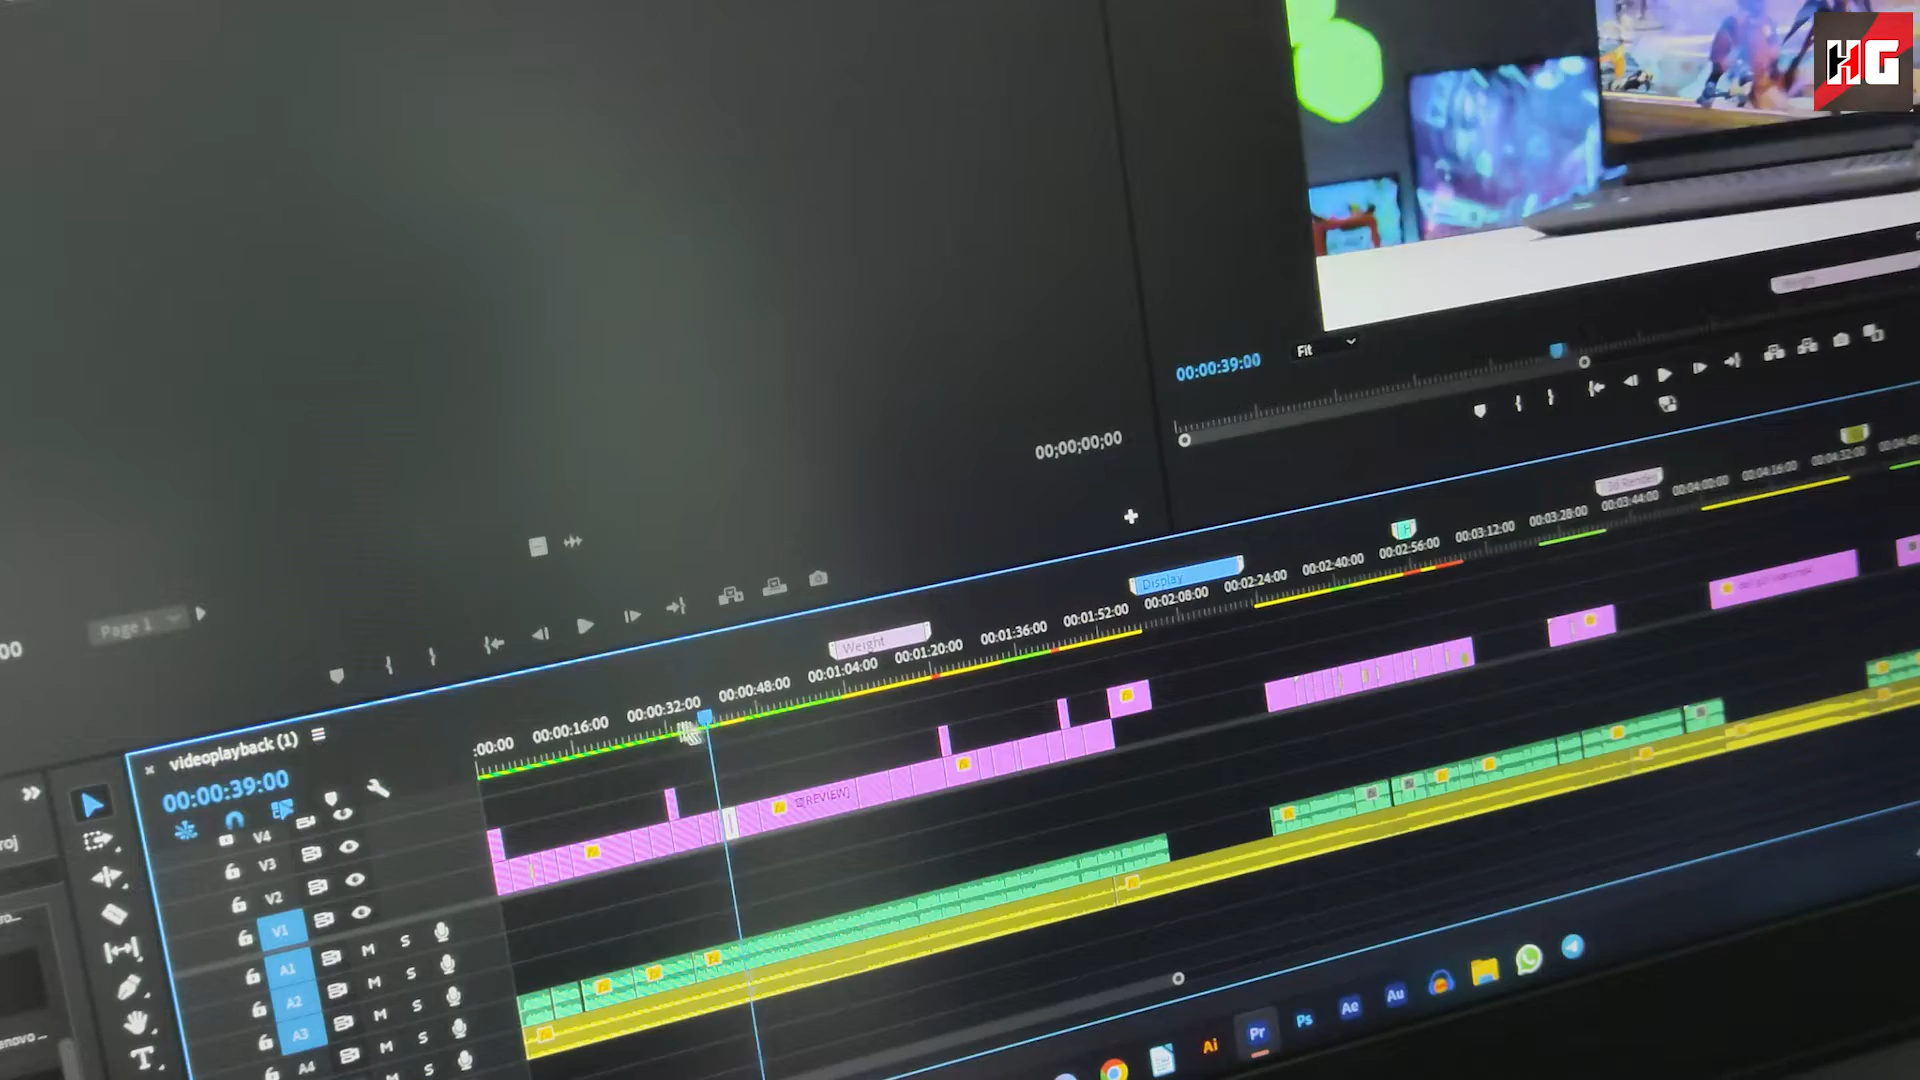 HG
00:00:39:00
Fit
00;00;00;00
Page 1
00
Display
Weight
:00:00
00:00:16:00
00:00:32:00
00:00:48:00
00:01:04:00
00:01:20:00
00:01:36:00
00:01:52:00
00:02:08:00
00:02:24:00
00:02:40:00
00:02:56:00
00:03:12:00
00:03:28:00
00:03:44:00
00:04:00:00
00:04:16:00
00:04:32:00
videoplayback (1)
00:00:39:00
REVIEW]
V4
V3
V2
V1
A1 M S
A2 M S
A3 M S
A4 M S
M S
roj
enovo ...
T
Ai
Pr
Ps
Ae
Au